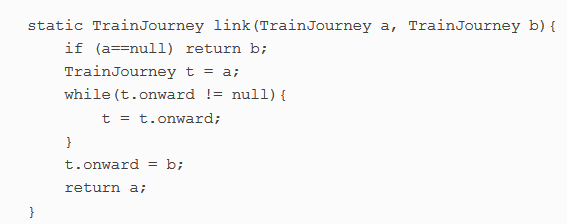 static TrainJourney link(TrainJourney a, TrainJourney b){
    if (a==null) return b;
    TrainJourney t = a;
    while(t.onward != null){
        t = t.onward;
    }
    t.onward = b;
    return a;
}